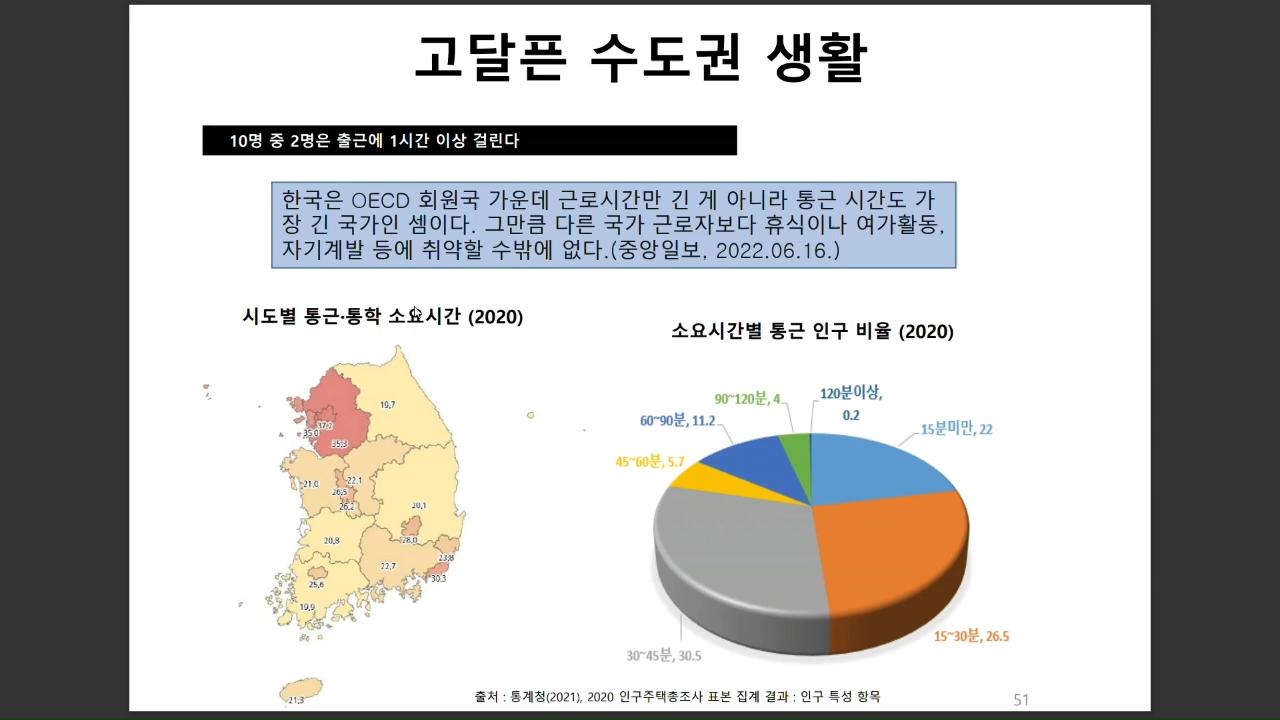 고달픈 수도권 생활
10명 중 2명은 출근에 1시간 이상 걸린다
한국은 OECD 회원국 가운데 근로시간만 긴 게 아니라 통근 시간도 가
장 긴 국가인 셈이다. 그만큼 다른 국가 근로자보다 휴식이나 여가활동,
자기계발 등에 취약할 수밖에 없다.(중앙일보, 2022.06.16.)
시도별 통근·통학 소요시간 (2020)
19,7
37,2
35,0
35,3
21,0
22,1
26,5
26,2
20,1
20,8
28,0
23,8
22,7
30,3
25,6
19,9
21,3
소요시간별 통근 인구 비율 (2020)
90~120분, 4
120분이상,
0.2
60~90분, 11.2
15분미만, 22
45~60분, 5.7
15~30분, 26.5
30~45분, 30.5
출처 : 통계청(2021), 2020 인구주택총조사 표본 집계 결과 : 인구 특성 항목
51